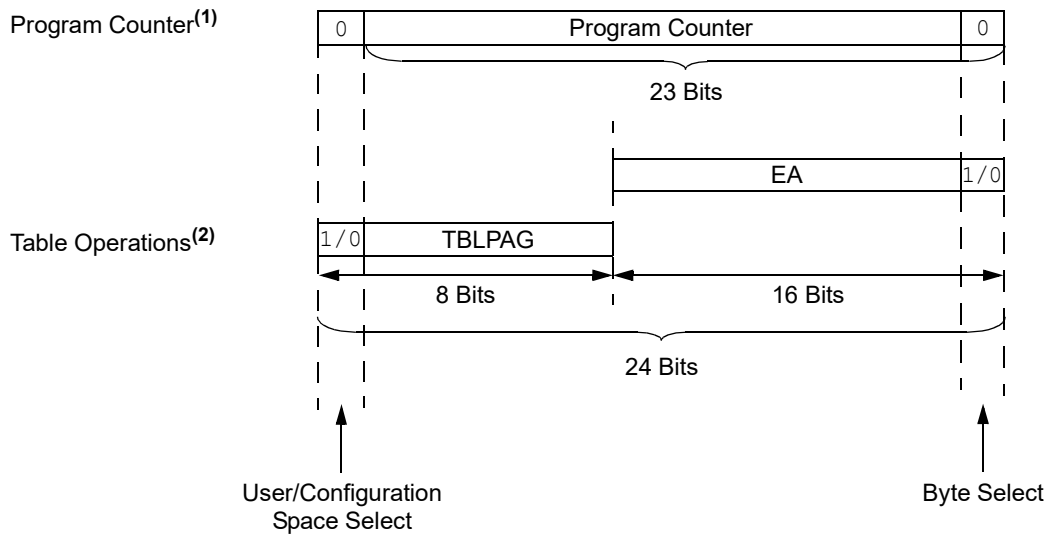 Program Counter(1)
0 Program Counter 0
23 Bits
EA 1/0
Table Operations(2)
1/0 TBLPAG
8 Bits 16 Bits
24 Bits
User/Configuration
Space Select
Byte Select